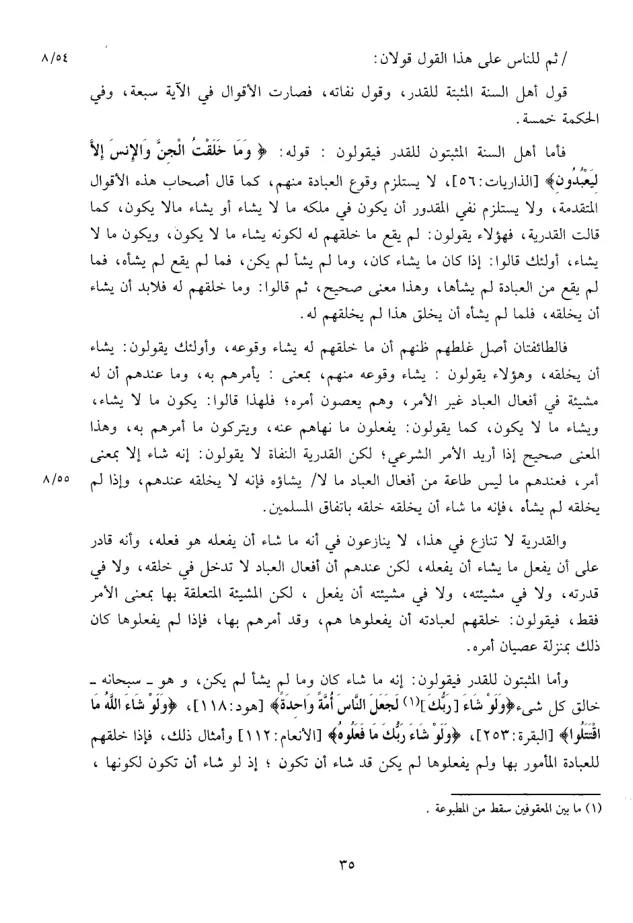 / ثم للناس على هذا القول قولان:
٨/٥٤
قول أهل السنة المثبتة للقدر، وقول نفاته، فصارت الأقوال في الآية سبعة، وفي
الحكمة خمسة.
فأما أهل السنة المثبتون للقدر فيقولون : قوله: ﴿ وَمَا خَلَقْتُ الْجِنَّ وَالإِنسَ إِلاَّ
لِيَعْبُدُونِ﴾ [الذاريات:٥٦]، لا يستلزم وقوع العبادة منهم، كما قال أصحاب هذه الأقوال
المتقدمة، ولا يستلزم نفي المقدور أن يكون في ملكه ما لا يشاء أو يشاء مالا يكون، كما
قالت القدرية، فهؤلاء يقولون: لم يقع ما خلقهم له لكونه يشاء ما لا يكون، ويكون ما لا
يشاء، أولئك قالوا: إذا كان ما يشاء كان، وما لم يشأ لم يكن، فما لم يقع لم يشأه، فما
لم يقع من العبادة لم يشأها، وهذا معنى صحيح، ثم قالوا: وما خلقهم له فلابد أن يشاء
أن يخلقه، فلما لم يشأه أن يخلق هذا لم يخلقهم له.
فالطائفتان أصل غلطهم ظنهم أن ما خلقهم له يشاء وقوعه، وأولئك يقولون: يشاء
أن يخلقه، وهؤلاء يقولون : يشاء وقوعه منهم، بمعنى : يأمرهم به، وما عندهم أن له
مشيئة في أفعال العباد غير الأمر، وهم يعصون أمره؛ فلهذا قالوا: يكون ما لا يشاء،
ويشاء ما لا يكون، كما يقولون: يفعلون ما نهاهم عنه، ويتركون ما أمرهم به، وهذا
المعنى صحيح إذا أريد الأمر الشرعي؛ لكن القدرية النفاة لا يقولون: إنه شاء إلا بمعنى
أمر، فعندهم ما ليس طاعة من أفعال العباد ما لا/ يشاؤه فإنه لا يخلقه عندهم، وإذا لم
٨/٥٥
يخلقه لم يشأه ،فإنه ما شاء أن يخلقه خلقه باتفاق المسلمين.
والقدرية لا تنازع في هذا، لا ينازعون في أنه ما شاء أن يفعله هو فعله، وأنه قادر
على أن يفعل ما يشاء أن يفعله، لكن عندهم أن أفعال العباد لا تدخل في خلقه، ولا في
قدرته، ولا في مشيئته، ولا في مشيئته أن يفعل ، لكن المشيئة المتعلقة بها بمعنى الأمر
فقط، فيقولون: خلقهم لعبادته أن يفعلوها هم، وقد أمرهم بها، فإذا لم يفعلوها كان
ذلك بمنزلة عصيان أمره.
وأما المثبتون للقدر فيقولون: إنه ما شاء كان وما لم يشأ لم يكن، و هو ـ سبحانه ـ
خالق كل شىء﴿وَلَوْ شَاءَ [رَبُّكَ](١) لَجَعَلَ النَّاسَ أُمَّةً وَاحِدَةً﴾ [هود:١١٨]، ﴿وَلَوْ شَاءَ اللَّهُ مَا
اقْتَتَلُوا﴾ [البقرة:٢٥٣]، ﴿وَلَوْ شَاءَ رَبُّكَ مَا فَعَلُوهُ﴾ [الأنعام:١١٢] وأمثال ذلك، فإذا خلقهم
للعبادة المأمور بها ولم يفعلوها لم يكن قد شاء أن تكون ؛ إذ لو شاء أن تكون لكونها ،
(١) ما بين المعقوفين سقط من المطبوعة .
٣٥